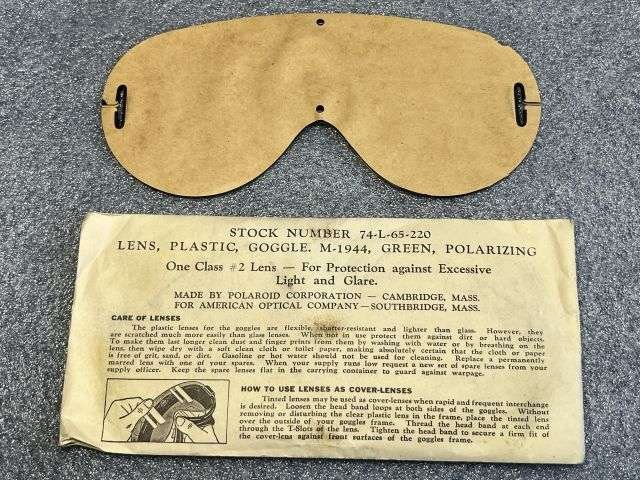 STOCK NUMBER 74-L-65-220
LENS, PLASTIC, GOGGLE. M-1944, GREEN, POLARIZING
One Class #2 Lens — For Protection against Excessive
Light and Glare.
MADE BY POLAROID CORPORATION — CAMBRIDGE, MASS.
FOR AMERICAN OPTICAL COMPANY—SOUTHBRIDGE, MASS.
CARE OF LENSES
The plastic lenses for the goggles are flexible, shatter-resistant and lighter than glass. However, they
are scratched much more easily than glass lenses. When not in use protect them against dirt or hard objects.
To make them last longer clean dust and finger prints from them by washing with water or by breathing on the
lens, then wipe dry with a soft clean cloth or toilet paper, making absolutely certain that the cloth or paper
is free of grit, sand, or dirt. Gasoline or hot water should not be used for cleaning. Replace a permanently
marred lens with one of your spares. When your supply runs low request a new set of spare lenses from your
supply officer. Keep the spare lenses flat in the carrying container to guard against warpage.
HOW TO USE LENSES AS COVER-LENSES
Tinted lenses may be used as cover-lenses when rapid and frequent interchange
is desired. Loosen the head band loops at both sides of the goggles. Without
removing or disturbing the clear plastic lens in the frame, place the tinted lens
over the outside of your goggles frame. Thread the head band at each end
through the T-Slots of the lens. Tighten the head band to secure a firm fit of
the cover-lens against front surfaces of the goggles frame.